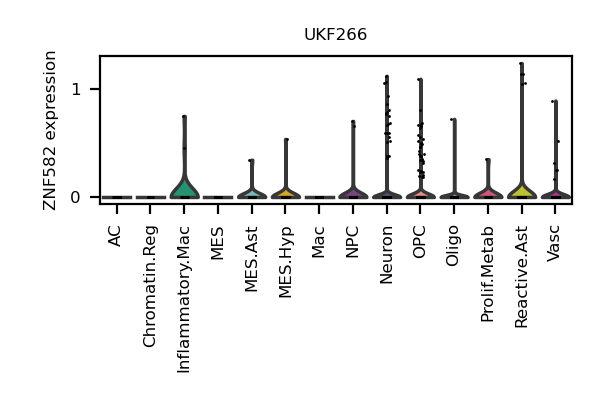 UKF266
ZNF582 expression
1
0
AC
Chromatin.Reg
Inflammatory.Mac
MES
MES.Ast
MES.Hyp
Mac
NPC
Neuron
OPC
Oligo
Prolif.Metab
Reactive.Ast
Vasc